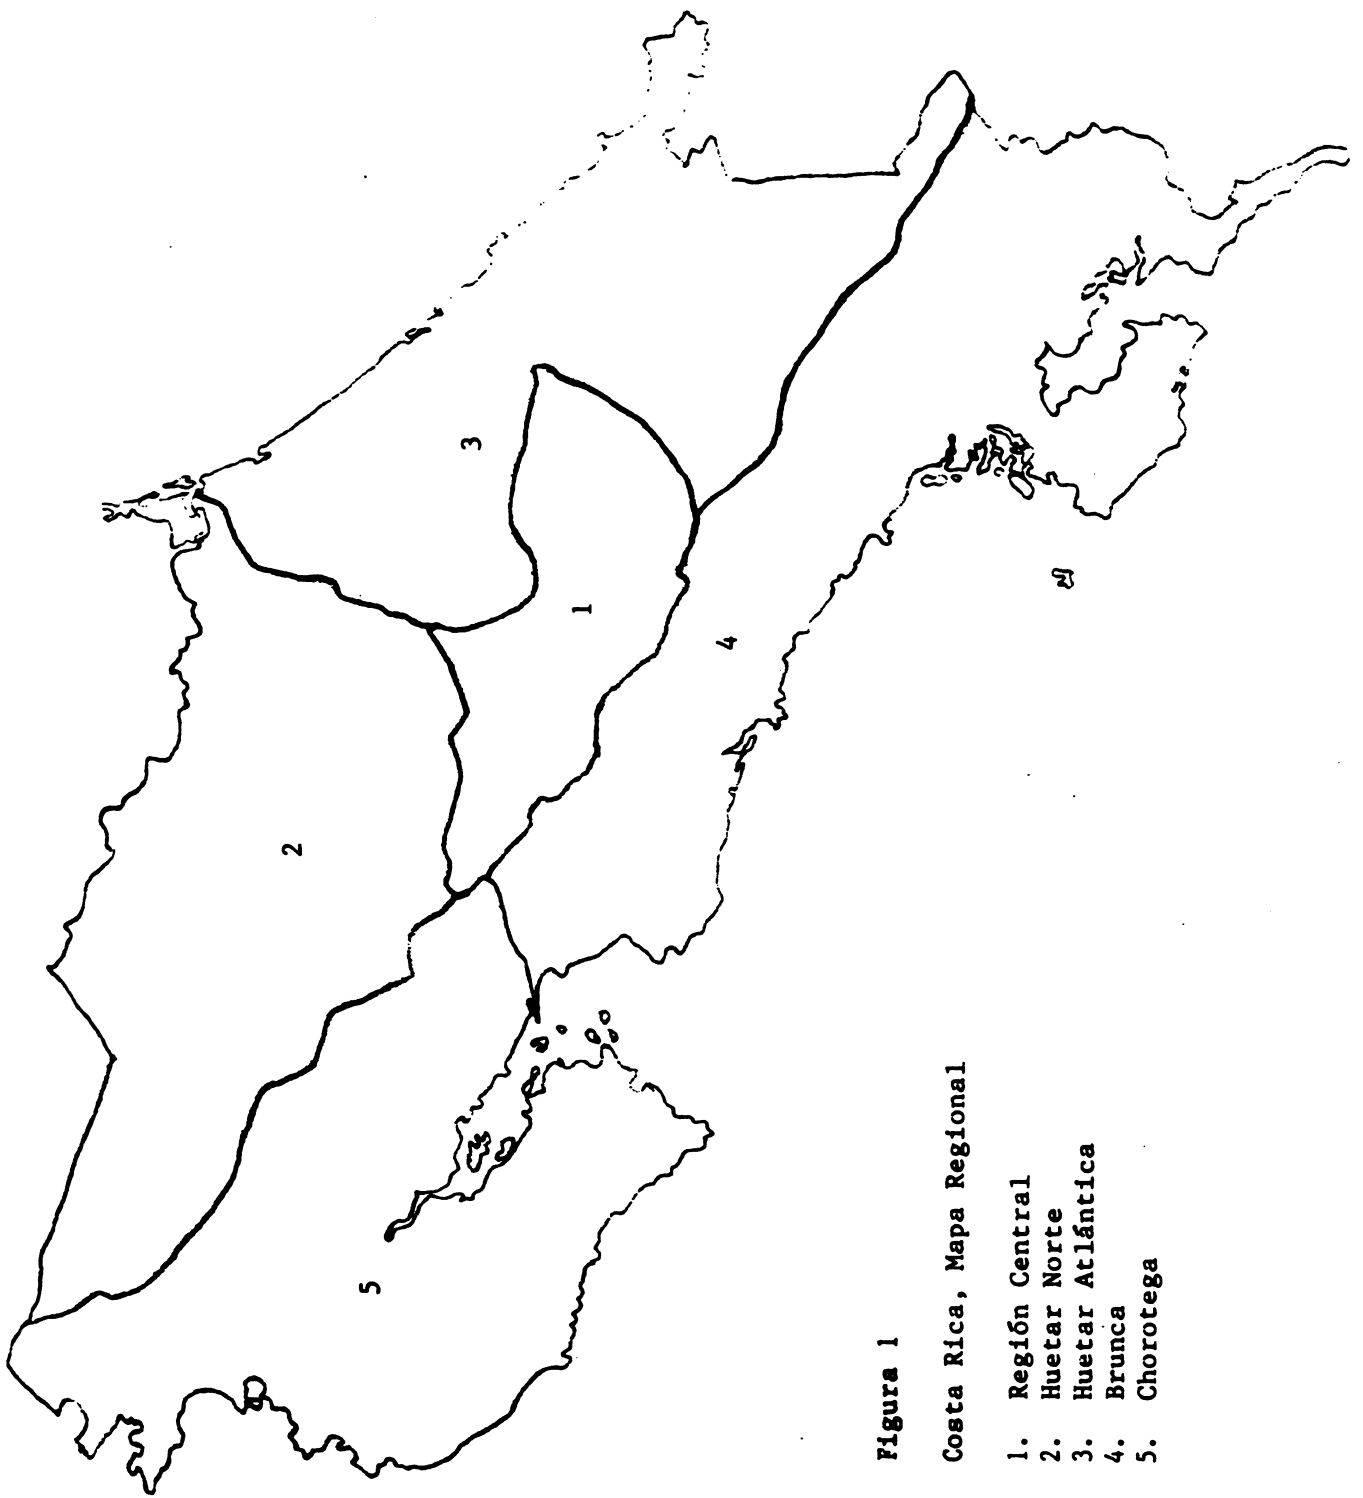 3
1
4
2
5
Figura 1
Costa Rica, Mapa Regional
1. Región Central
2. Huetar Norte
3. Huetar Atlántica
4. Brunca
5. Chorotega